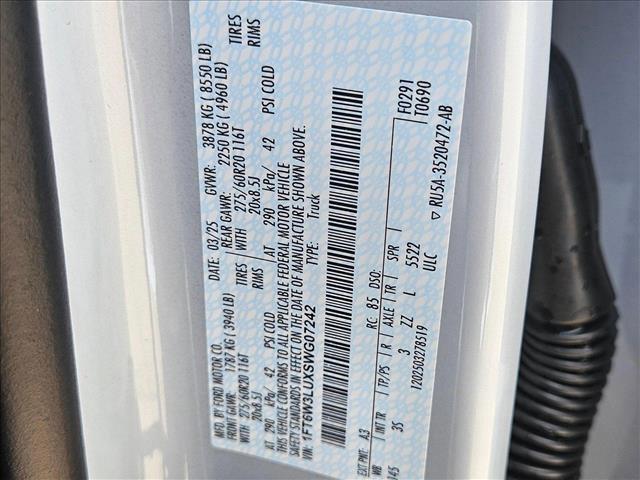 MFD. BY FORD MOTOR CO.
DATE: 03/25 GVWR: 3878 KG (8550 LB)
FRONT GAWR: 1787 KG (3940 LB) REAR GAWR: 2250 KG (4960 LB)
WITH 275/60R20 116T TIRES WITH 275/60R20 116T TIRES
20x8.5J RIMS 20x8.5J RIMS
AT 290 kPa/ 42 PSI COLD AT 290 kPa/ 42 PSI COLD
THIS VEHICLE CONFORMS TO ALL APPLICABLE FEDERAL MOTOR VEHICLE
SAFETY STANDARDS IN EFFECT ON THE DATE OF MANUFACTURE SHOWN ABOVE.
VIN: 1FT6W3LUXSWG07242 TYPE: Truck
F0291
T0690
EXT PNT: A3 RC: 85 DSO:
WB INT TR TP/PS R AXLE TR SPR
145 3S 3 ZZ L 5522
ULC
1202503278519
RU5A-3520472-AB